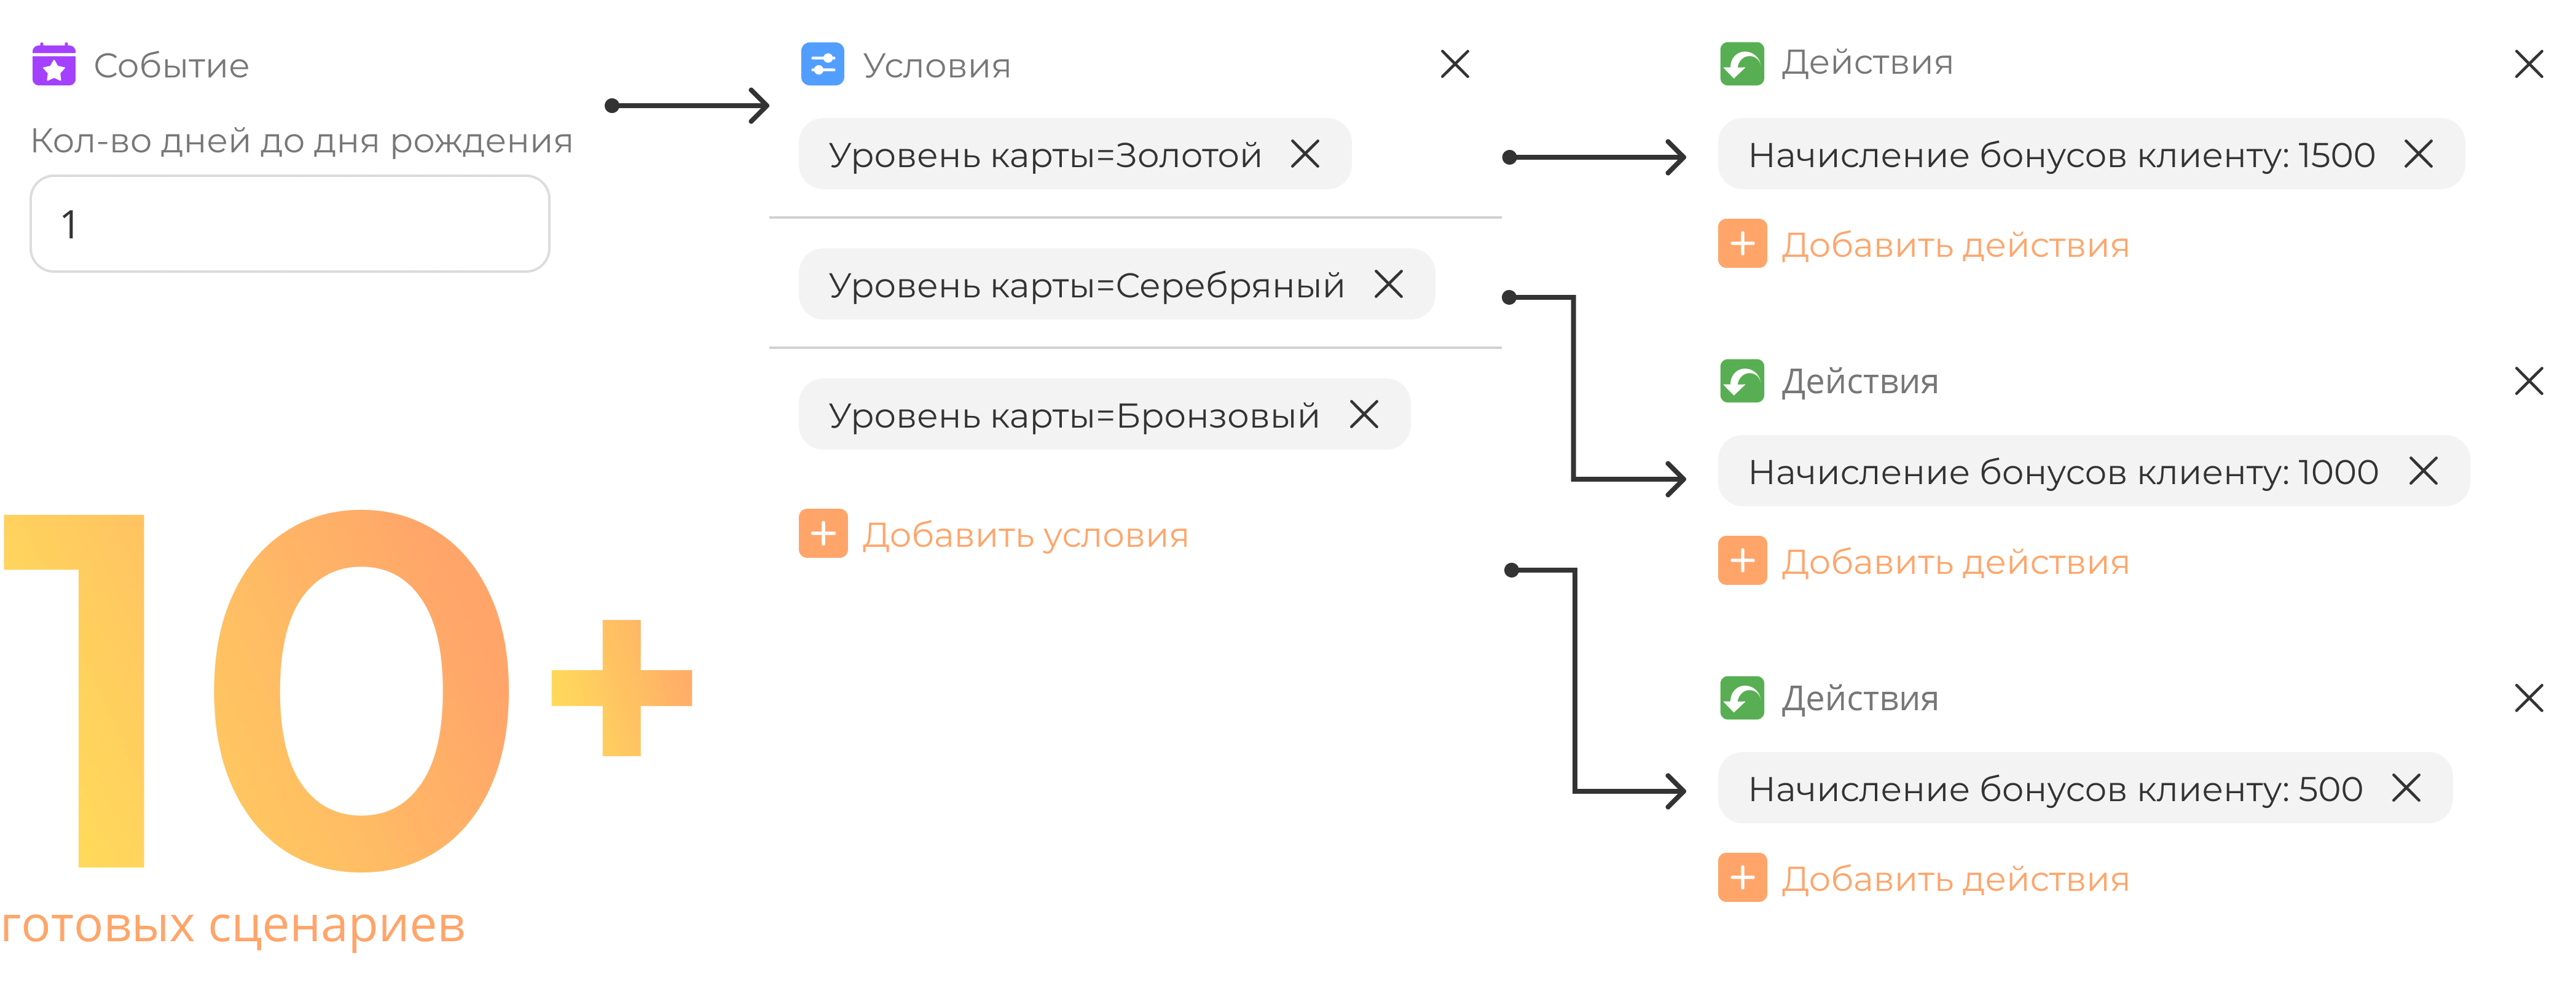 Событие
Кол-во дней до дня рождения
1
10+
готовых сценариев
Условия
Уровень карты=Золотой
Уровень карты=Серебряный
Уровень карты=Бронзовый
Добавить условия
Действия
Начисление бонусов клиенту: 1500
Добавить действия
Действия
Начисление бонусов клиенту: 1000
Добавить действия
Действия
Начисление бонусов клиенту: 500
Добавить действия